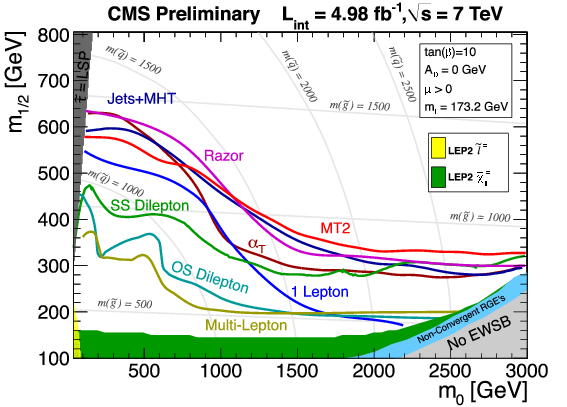 CMS Preliminary L_int = 4.98 fb⁻¹, √s = 7 TeV
m_1/2 [GeV]
800
700
600
500
400
300
200
100
500
1000
1500
2000
2500
3000
m_0 [GeV]
tan(β)=10
A_0 = 0 GeV
μ > 0
m_t = 173.2 GeV
LEP2 l̃
LEP2 χ̃
τ̃ = LSP
m(q̃) = 1500
m(q̃) = 2000
m(q̃) = 2500
m(g̃) = 1500
m(q̃) = 1000
m(g̃) = 1000
m(g̃) = 500
Jets+MHT
Razor
SS Dilepton
MT2
α_T
OS Dilepton
1 Lepton
Multi-Lepton
Non-Convergent RGE's
No EWSB